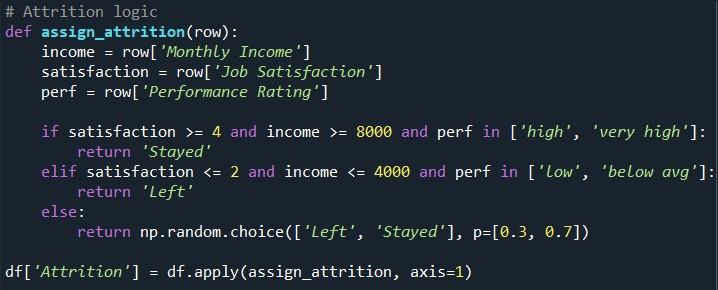 # Attrition logic
def assign_attrition(row):
    income = row['Monthly Income']
    satisfaction = row['Job Satisfaction']
    perf = row['Performance Rating']

    if satisfaction >= 4 and income >= 8000 and perf in ['high', 'very high']:
        return 'Stayed'
    elif satisfaction <= 2 and income <= 4000 and perf in ['low', 'below avg']:
        return 'Left'
    else:
        return np.random.choice(['Left', 'Stayed'], p=[0.3, 0.7])

df['Attrition'] = df.apply(assign_attrition, axis=1)